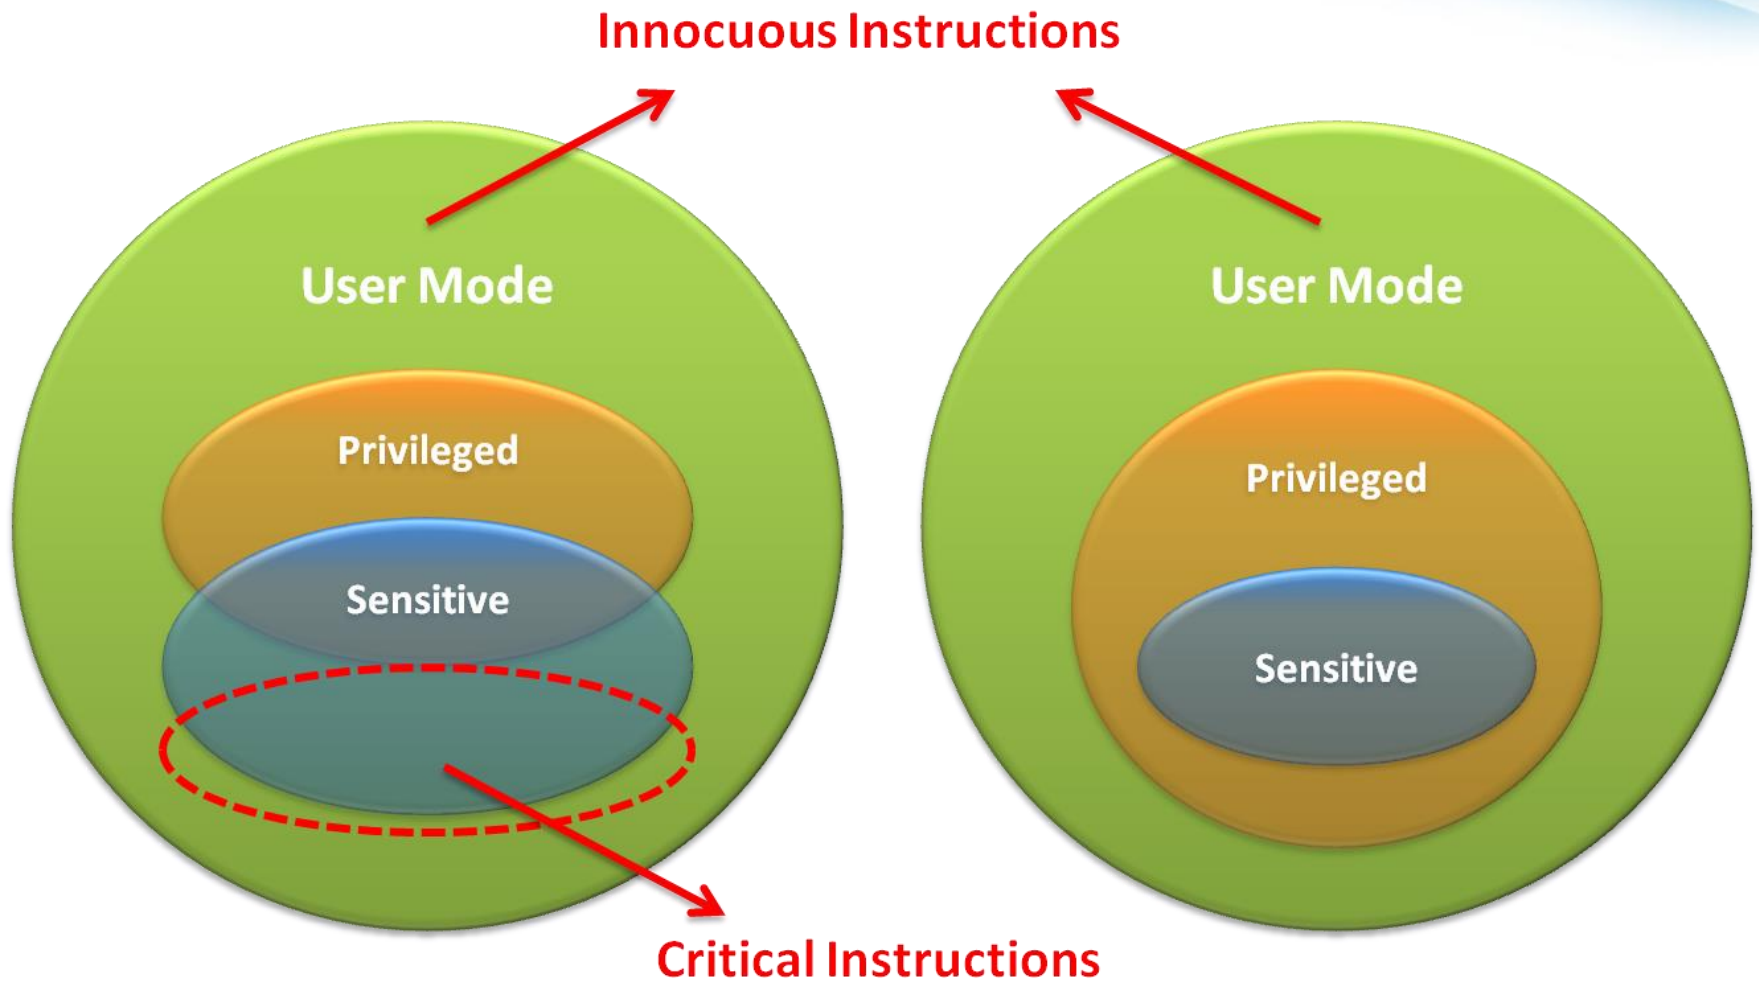 Innocuous Instructions
User Mode
Privileged
Sensitive
User Mode
Privileged
Sensitive
Critical Instructions